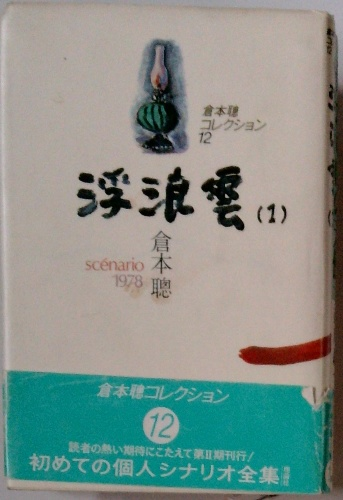 倉本聰
コレクション
12
浮浪雲(1)
倉本聰
scénario
1978
倉本聰コレクション
12
読者の熱い期待にこたえて第Ⅱ期刊行!
初めての個人シナリオ全集